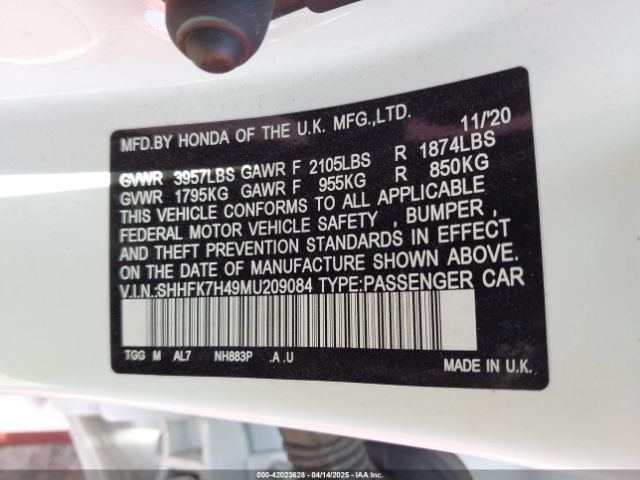 MFD.BY HONDA OF THE U.K. MFG.,LTD. 11/'20
GVWR 3957LBS GAWR F 2105LBS R 1874LBS
GVWR 1795KG GAWR F 955KG R 850KG
THIS VEHICLE CONFORMS TO ALL APPLICABLE
FEDERAL MOTOR VEHICLE SAFETY , BUMPER ,
AND THEFT PREVENTION STANDARDS IN EFFECT
ON THE DATE OF MANUFACTURE SHOWN ABOVE.
V.I.N.:SHHFK7H49MU209084 TYPE:PASSENGER CAR
TGG M AL7 NH883P .A .U
MADE IN U.K.
000-42023628 - 04/14/2025 - IAA Inc.